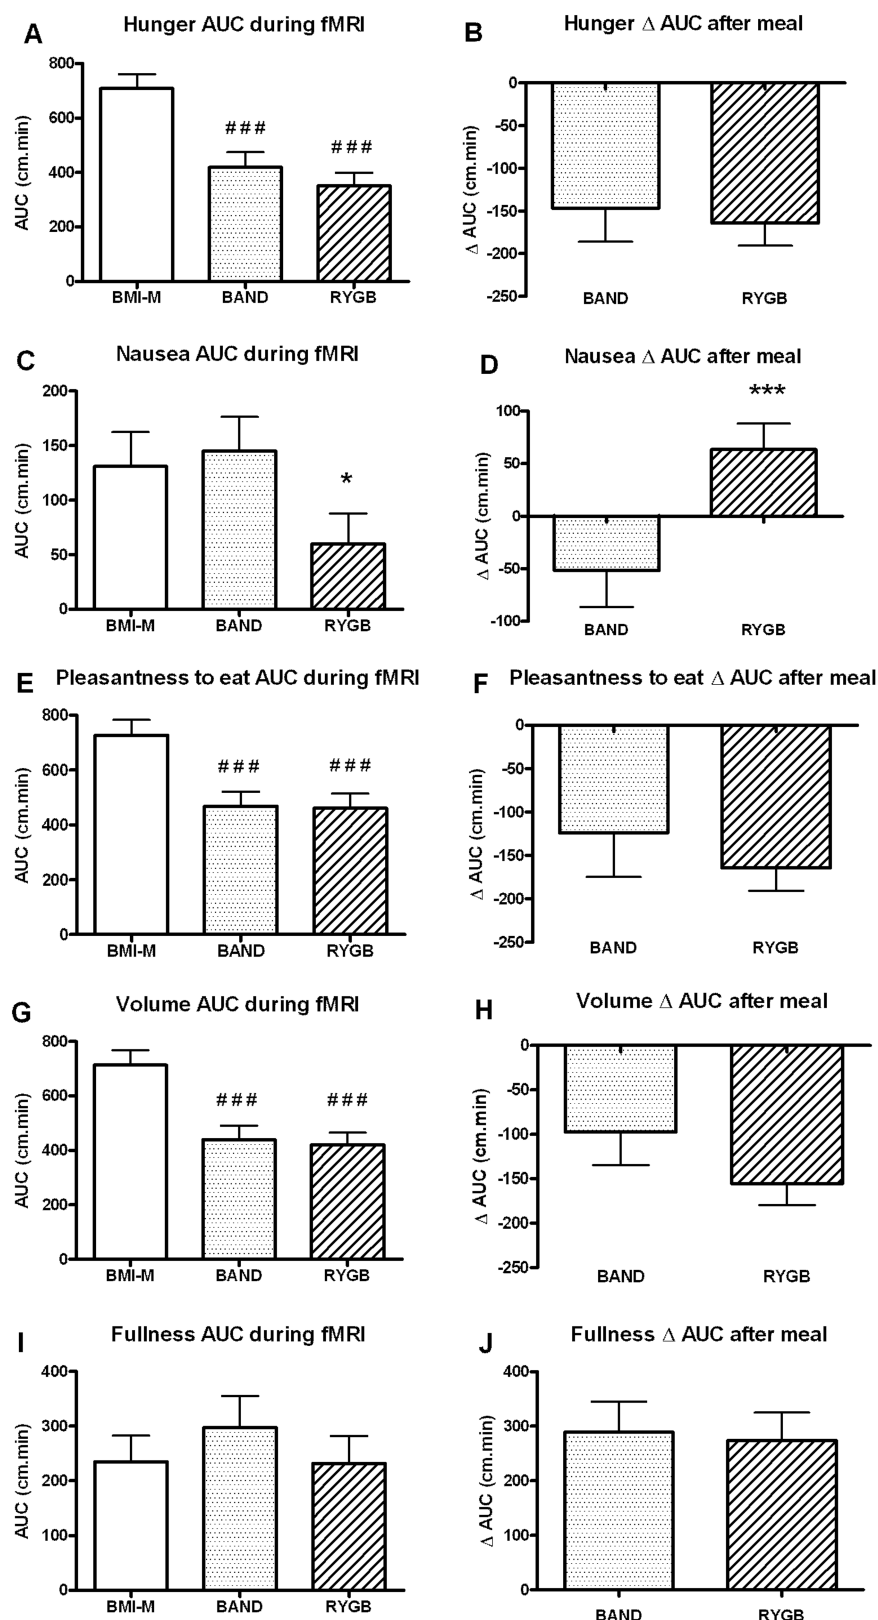 A Hunger AUC during fMRI
AUC (cm.min)
800
600
400
200
0
###
###
BMI-M BAND RYGB
B Hunger Δ AUC after meal
Δ AUC (cm.min)
0
-50
-100
-150
-200
-250
BAND RYGB
C Nausea AUC during fMRI
AUC (cm.min)
200
150
100
50
0
*
BMI-M BAND RYGB
D Nausea Δ AUC after meal
Δ AUC (cm.min)
***
100
50
0
-50
-100
BAND RYGB
E Pleasantness to eat AUC during fMRI
AUC (cm.min)
800
600
400
200
0
### ###
BMI-M BAND RYGB
F Pleasantness to eat Δ AUC after meal
Δ AUC (cm.min)
0
-50
-100
-150
-200
-250
BAND RYGB
G Volume AUC during fMRI
AUC (cm.min)
800
600
400
200
0
### ###
BMI-M BAND RYGB
H Volume Δ AUC after meal
Δ AUC (cm.min)
0
-50
-100
-150
-200
-250
BAND RYGB
I Fullness AUC during fMRI
AUC (cm.min)
400
300
200
100
0
BMI-M BAND RYGB
J Fullness Δ AUC after meal
Δ AUC (cm.min)
400
300
200
100
0
BAND RYGB